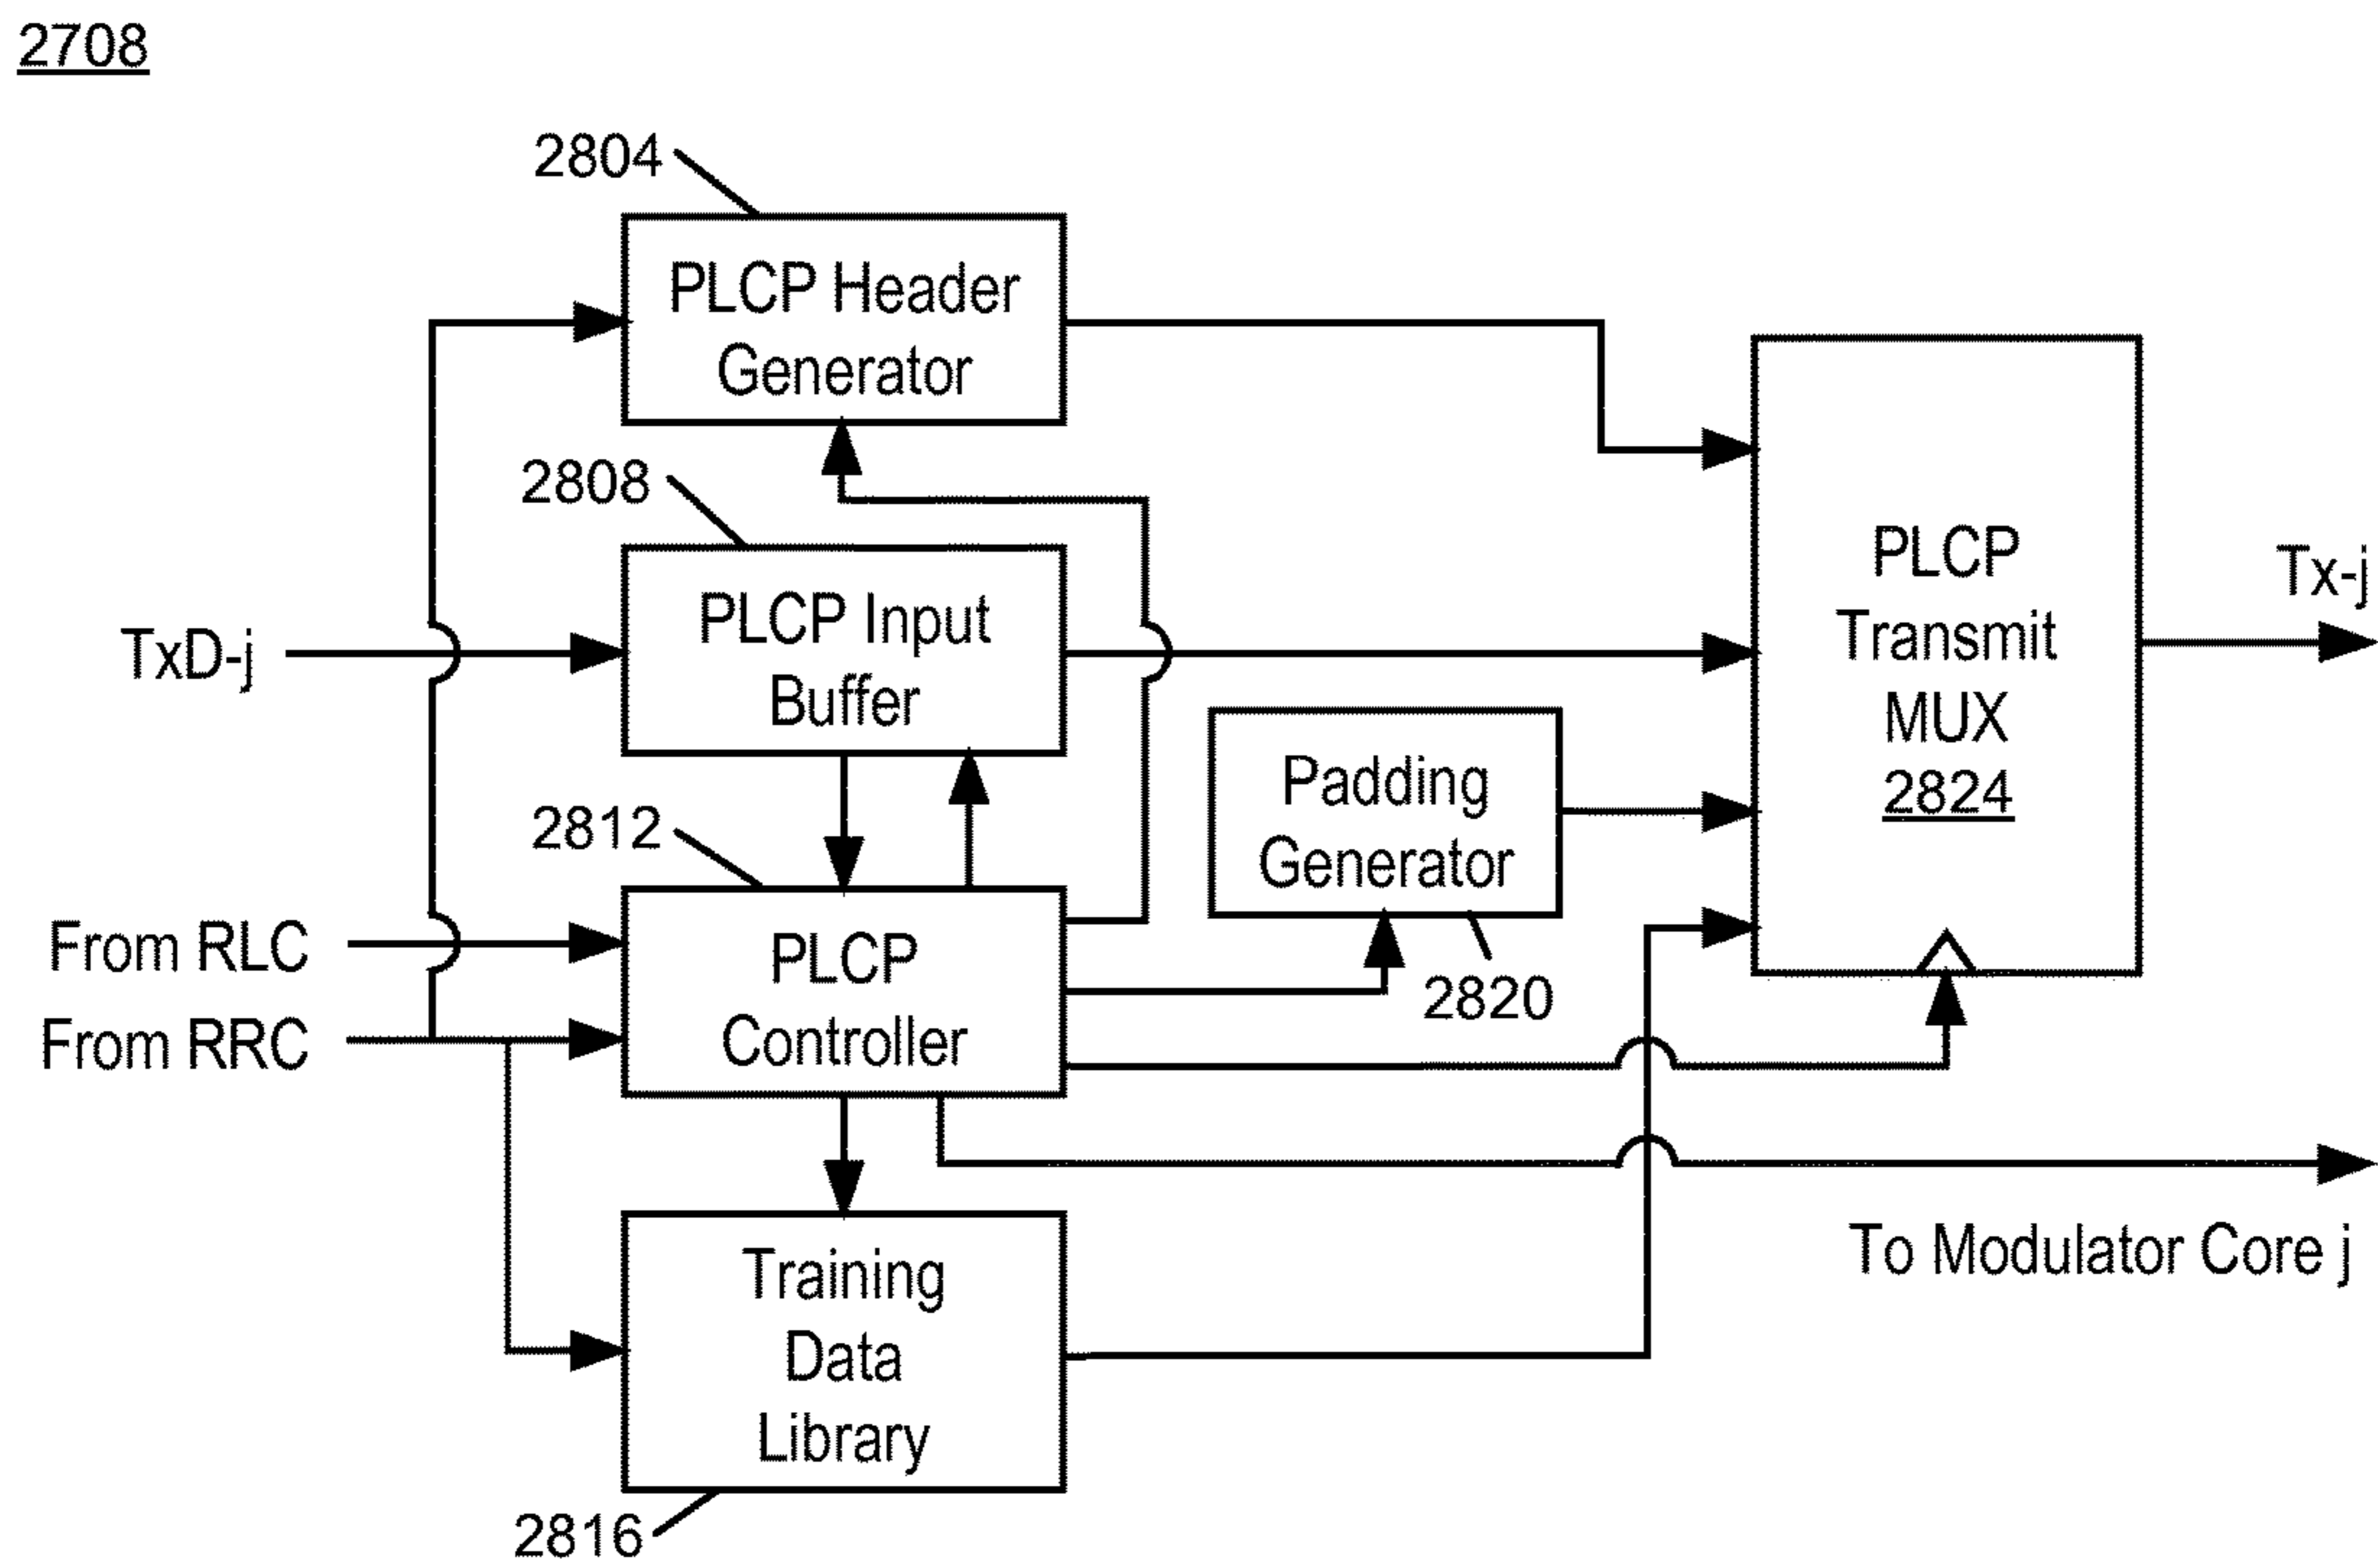 2708
2804
PLCP Header
Generator
2808
TxD-j
PLCP Input
Buffer
2812
From RLC
From RRC
PLCP
Controller
Padding
Generator
2820
PLCP
Transmit
MUX
2824
Tx-j
To Modulator Core j
Training
Data
Library
2816